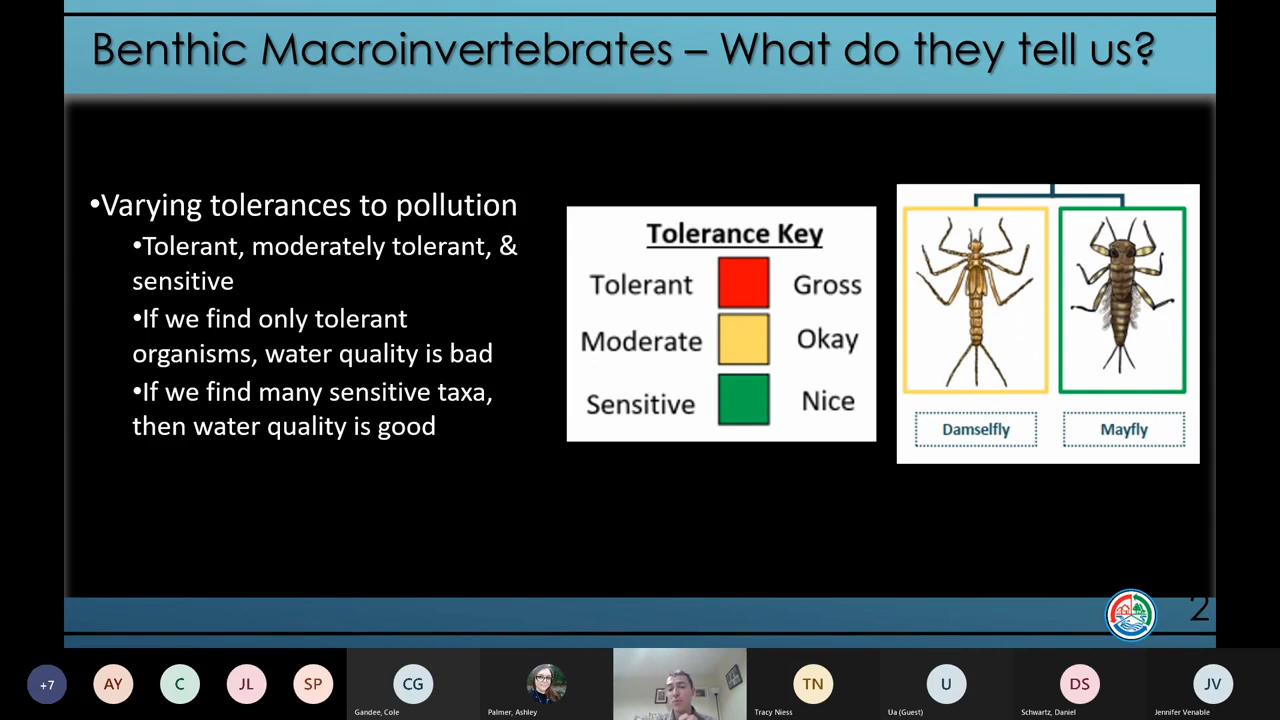 Benthic Macroinvertebrates – What do they tell us?
•Varying tolerances to pollution
•Tolerant, moderately tolerant, &
sensitive
•If we find only tolerant
organisms, water quality is bad
•If we find many sensitive taxa,
then water quality is good
Tolerance Key
Tolerant Gross
Moderate Okay
Sensitive Nice
Damselfly Mayfly
2
+7 AY C JL SP CG TN U DS JV
Gandee, Cole Palmer, Ashley Tracy Niess Ua (Guest) Schwartz, Daniel Jennifer Venable